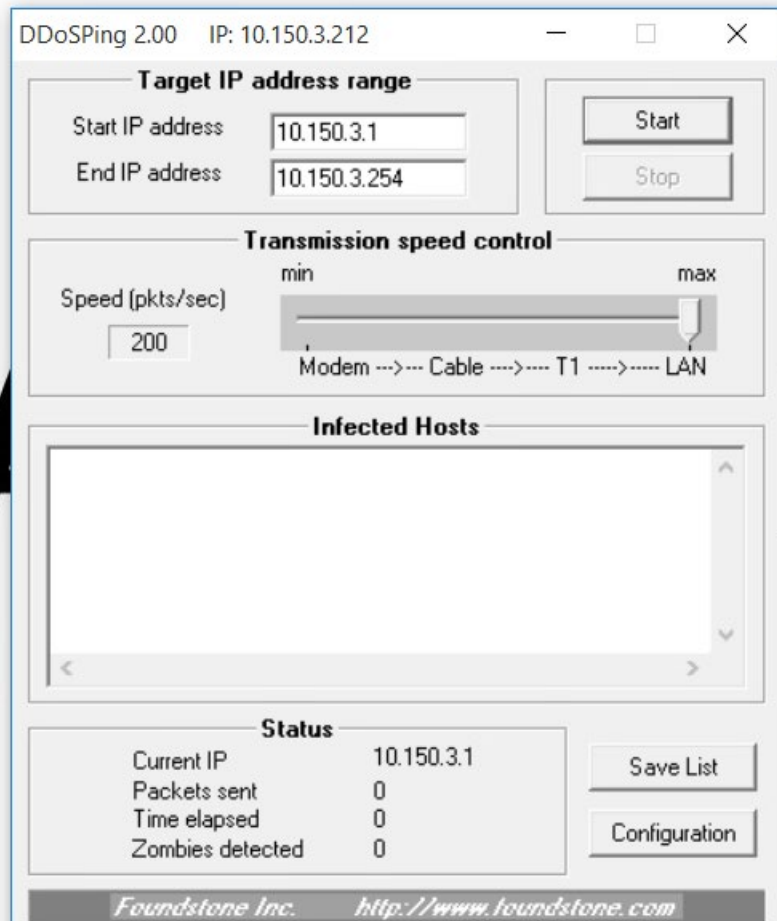 DDoSPing 2.00 IP: 10.150.3.212
Target IP address range
Start IP address 10.150.3.1
End IP address 10.150.3.254
Start
Stop
Transmission speed control
min max
Speed (pkts/sec)
200
Modem --->--- Cable ---->---- T1 ----->----- LAN
Infected Hosts
Status
Current IP 10.150.3.1
Packets sent 0
Time elapsed 0
Zombies detected 0
Save List
Configuration
Foundstone Inc. http://www.foundstone.com